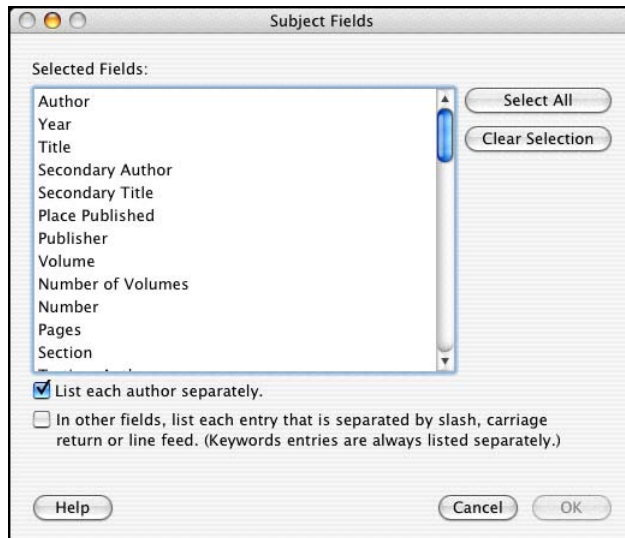 Subject Fields
Selected Fields:
Author
Year
Title
Secondary Author
Secondary Title
Place Published
Publisher
Volume
Number of Volumes
Number
Pages
Section
Select All
Clear Selection
List each author separately.
In other fields, list each entry that is separated by slash, carriage
return or line feed. (Keywords entries are always listed separately.)
Help
Cancel
OK